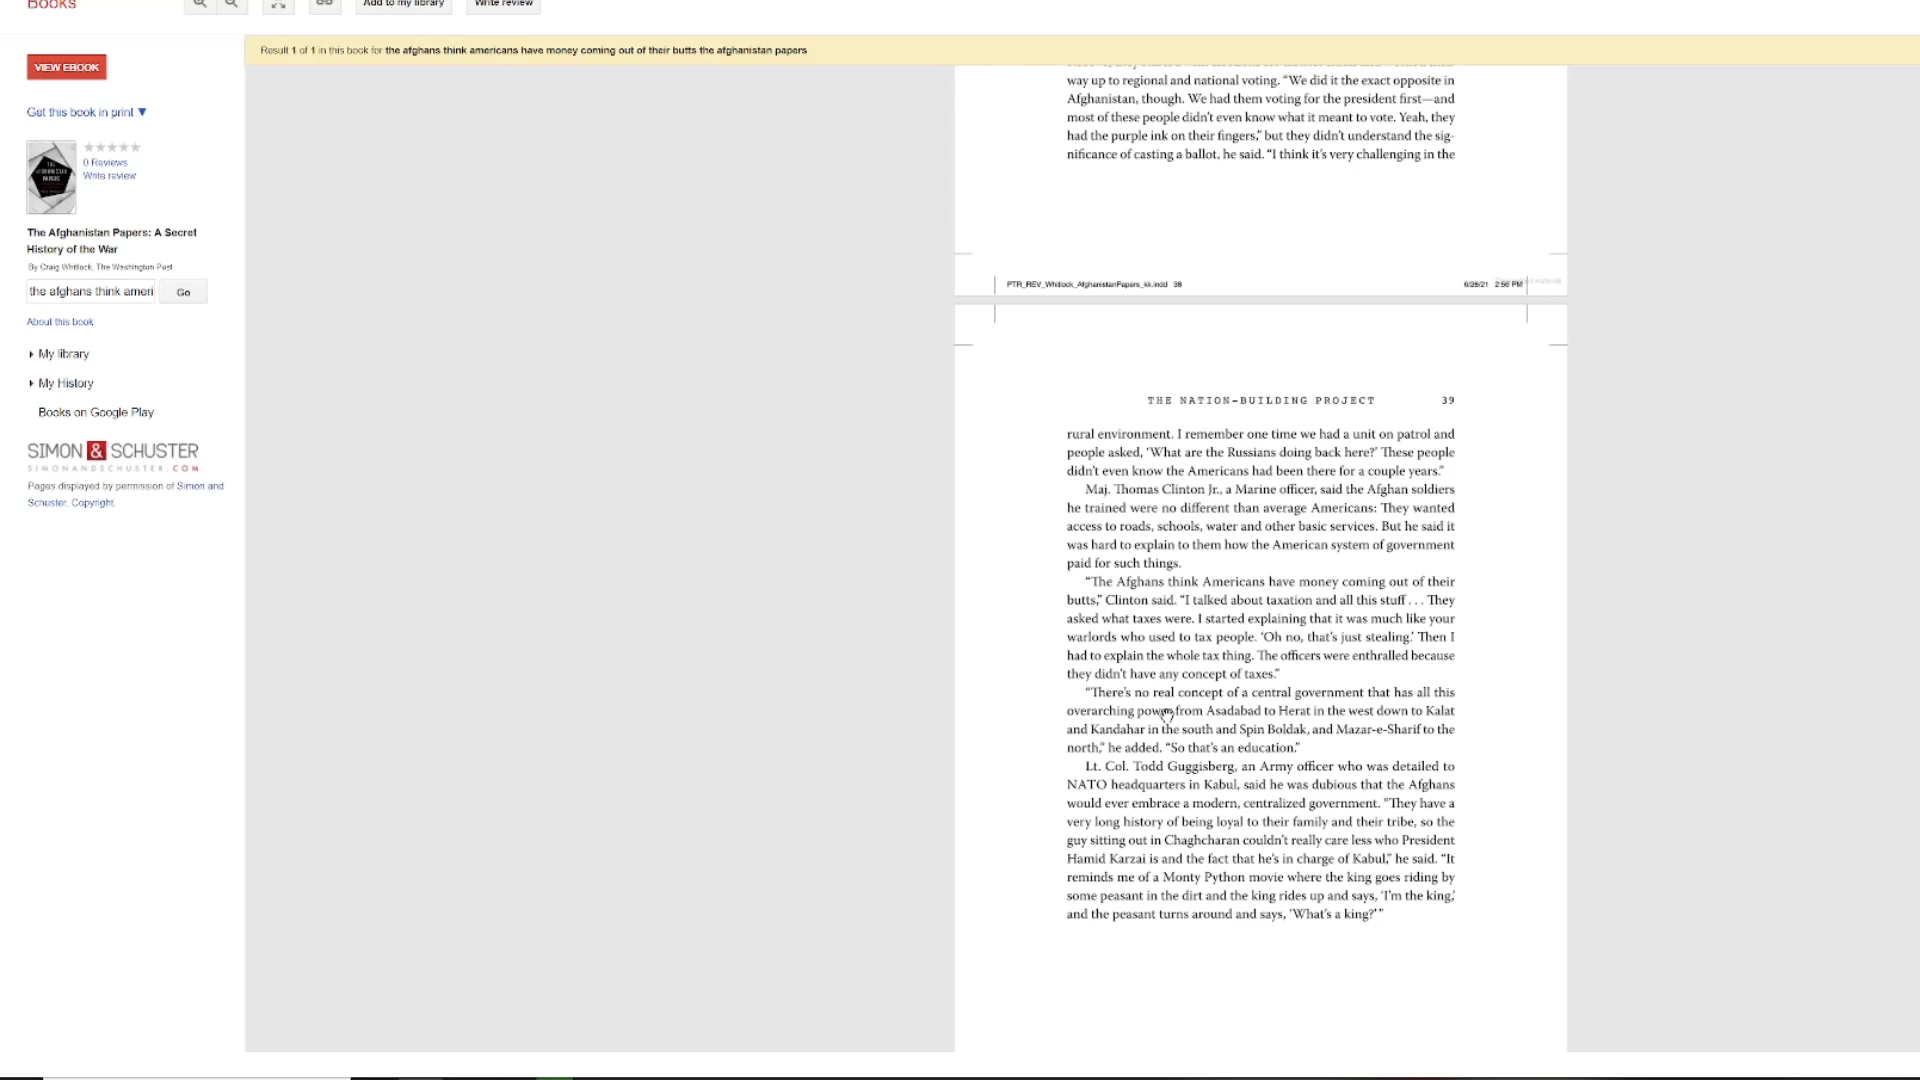 Books
Add to my library
Write review
Result 1 of 1 in this book for the afghans think americans have money coming out of their butts the afghanistan papers
VIEW EBOOK
Get this book in print ▼
0 Reviews
Write review
THE AFGHANISTAN PAPERS
The Afghanistan Papers: A Secret
History of the War
By Craig Whitlock, The Washington Post
the afghans think ameri
Go
About this book
My library
My History
Books on Google Play
SIMON & SCHUSTER
SIMONANDSCHUSTER.COM
Pages displayed by permission of Simon and
Schuster. Copyright.
way up to regional and national voting. “We did it the exact opposite in
Afghanistan, though. We had them voting for the president first—and
most of these people didn’t even know what it meant to vote. Yeah, they
had the purple ink on their fingers,” but they didn’t understand the sig-
nificance of casting a ballot, he said. “I think it’s very challenging in the
PTR_REV_Whitlock_AfghanistanPapers_kk.indd 38
6/28/21 2:56 PM
THE NATION-BUILDING PROJECT 39
rural environment. I remember one time we had a unit on patrol and
people asked, ‘What are the Russians doing back here?’ These people
didn’t even know the Americans had been there for a couple years.”
Maj. Thomas Clinton Jr., a Marine officer, said the Afghan soldiers
he trained were no different than average Americans: They wanted
access to roads, schools, water and other basic services. But he said it
was hard to explain to them how the American system of government
paid for such things.
“The Afghans think Americans have money coming out of their
butts,” Clinton said. “I talked about taxation and all this stuff . . . They
asked what taxes were. I started explaining that it was much like your
warlords who used to tax people. ‘Oh no, that’s just stealing.’ Then I
had to explain the whole tax thing. The officers were enthralled because
they didn’t have any concept of taxes.”
“There’s no real concept of a central government that has all this
overarching power from Asadabad to Herat in the west down to Kalat
and Kandahar in the south and Spin Boldak, and Mazar-e-Sharif to the
north,” he added. “So that’s an education.”
Lt. Col. Todd Guggisberg, an Army officer who was detailed to
NATO headquarters in Kabul, said he was dubious that the Afghans
would ever embrace a modern, centralized government. “They have a
very long history of being loyal to their family and their tribe, so the
guy sitting out in Chaghcharan couldn’t really care less who President
Hamid Karzai is and the fact that he’s in charge of Kabul,” he said. “It
reminds me of a Monty Python movie where the king goes riding by
some peasant in the dirt and the king rides up and says, ‘I’m the king,’
and the peasant turns around and says, ‘What’s a king?’”